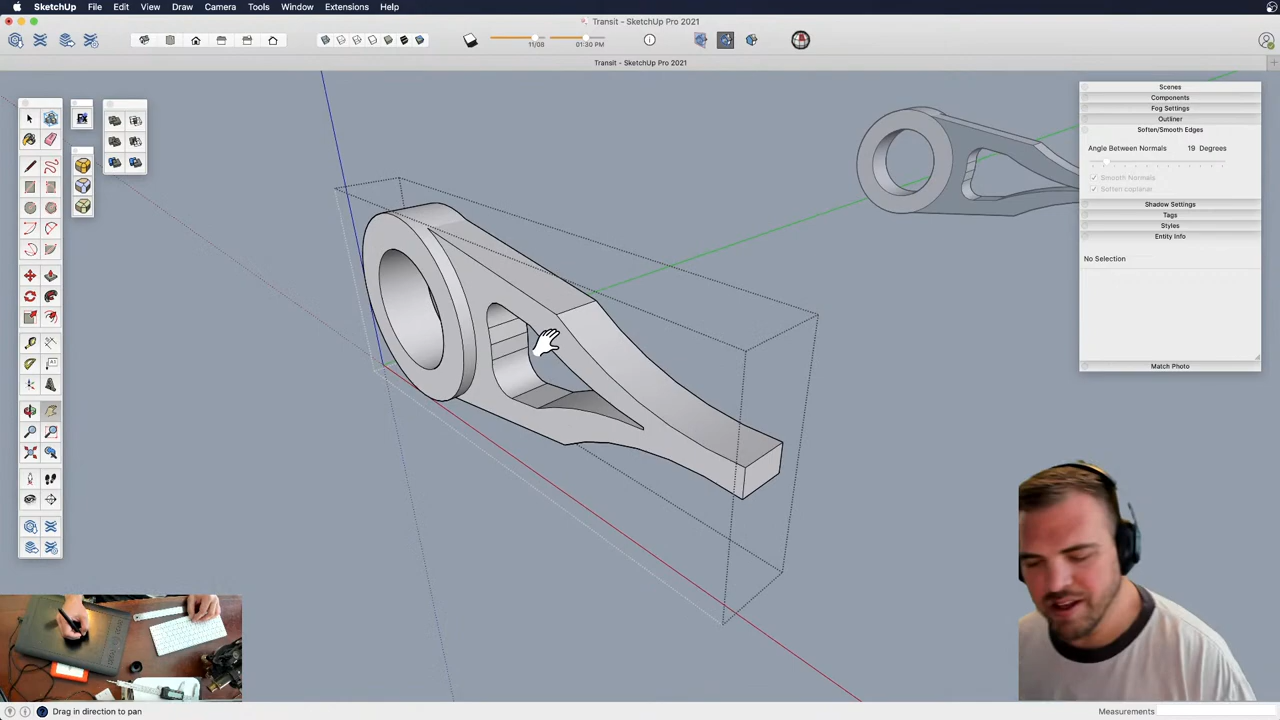 SketchUp File Edit View Draw Camera Tools Window Extensions Help
Transit - SketchUp Pro 2021
11/08 01:30 PM
Transit - SketchUp Pro 2021
Scenes
Components
Fog Settings
Outliner
Soften/Smooth Edges
Angle Between Normals 19 Degrees
Smooth Normals
Soften coplanar
Shadow Settings
Tags
Styles
Entity Info
No Selection
Match Photo
Drag in direction to pan
Measurements